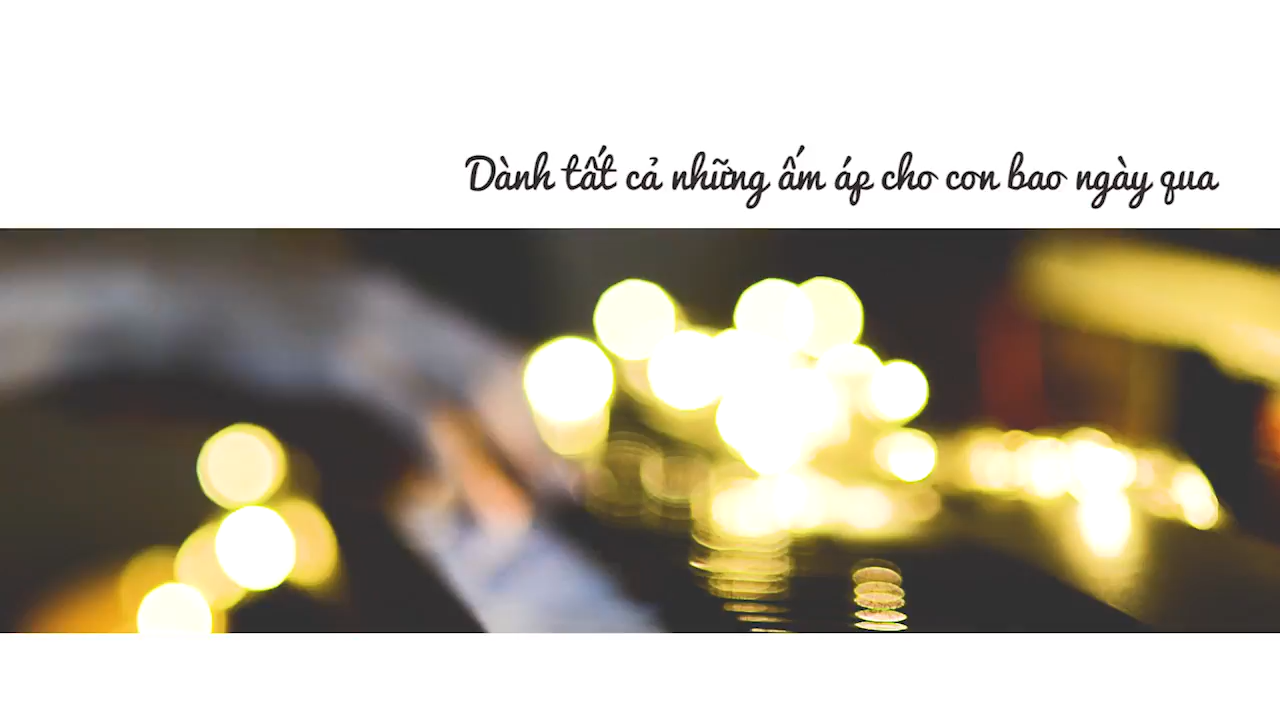 Dành tất cả những ấm áp cho con bao ngày qua